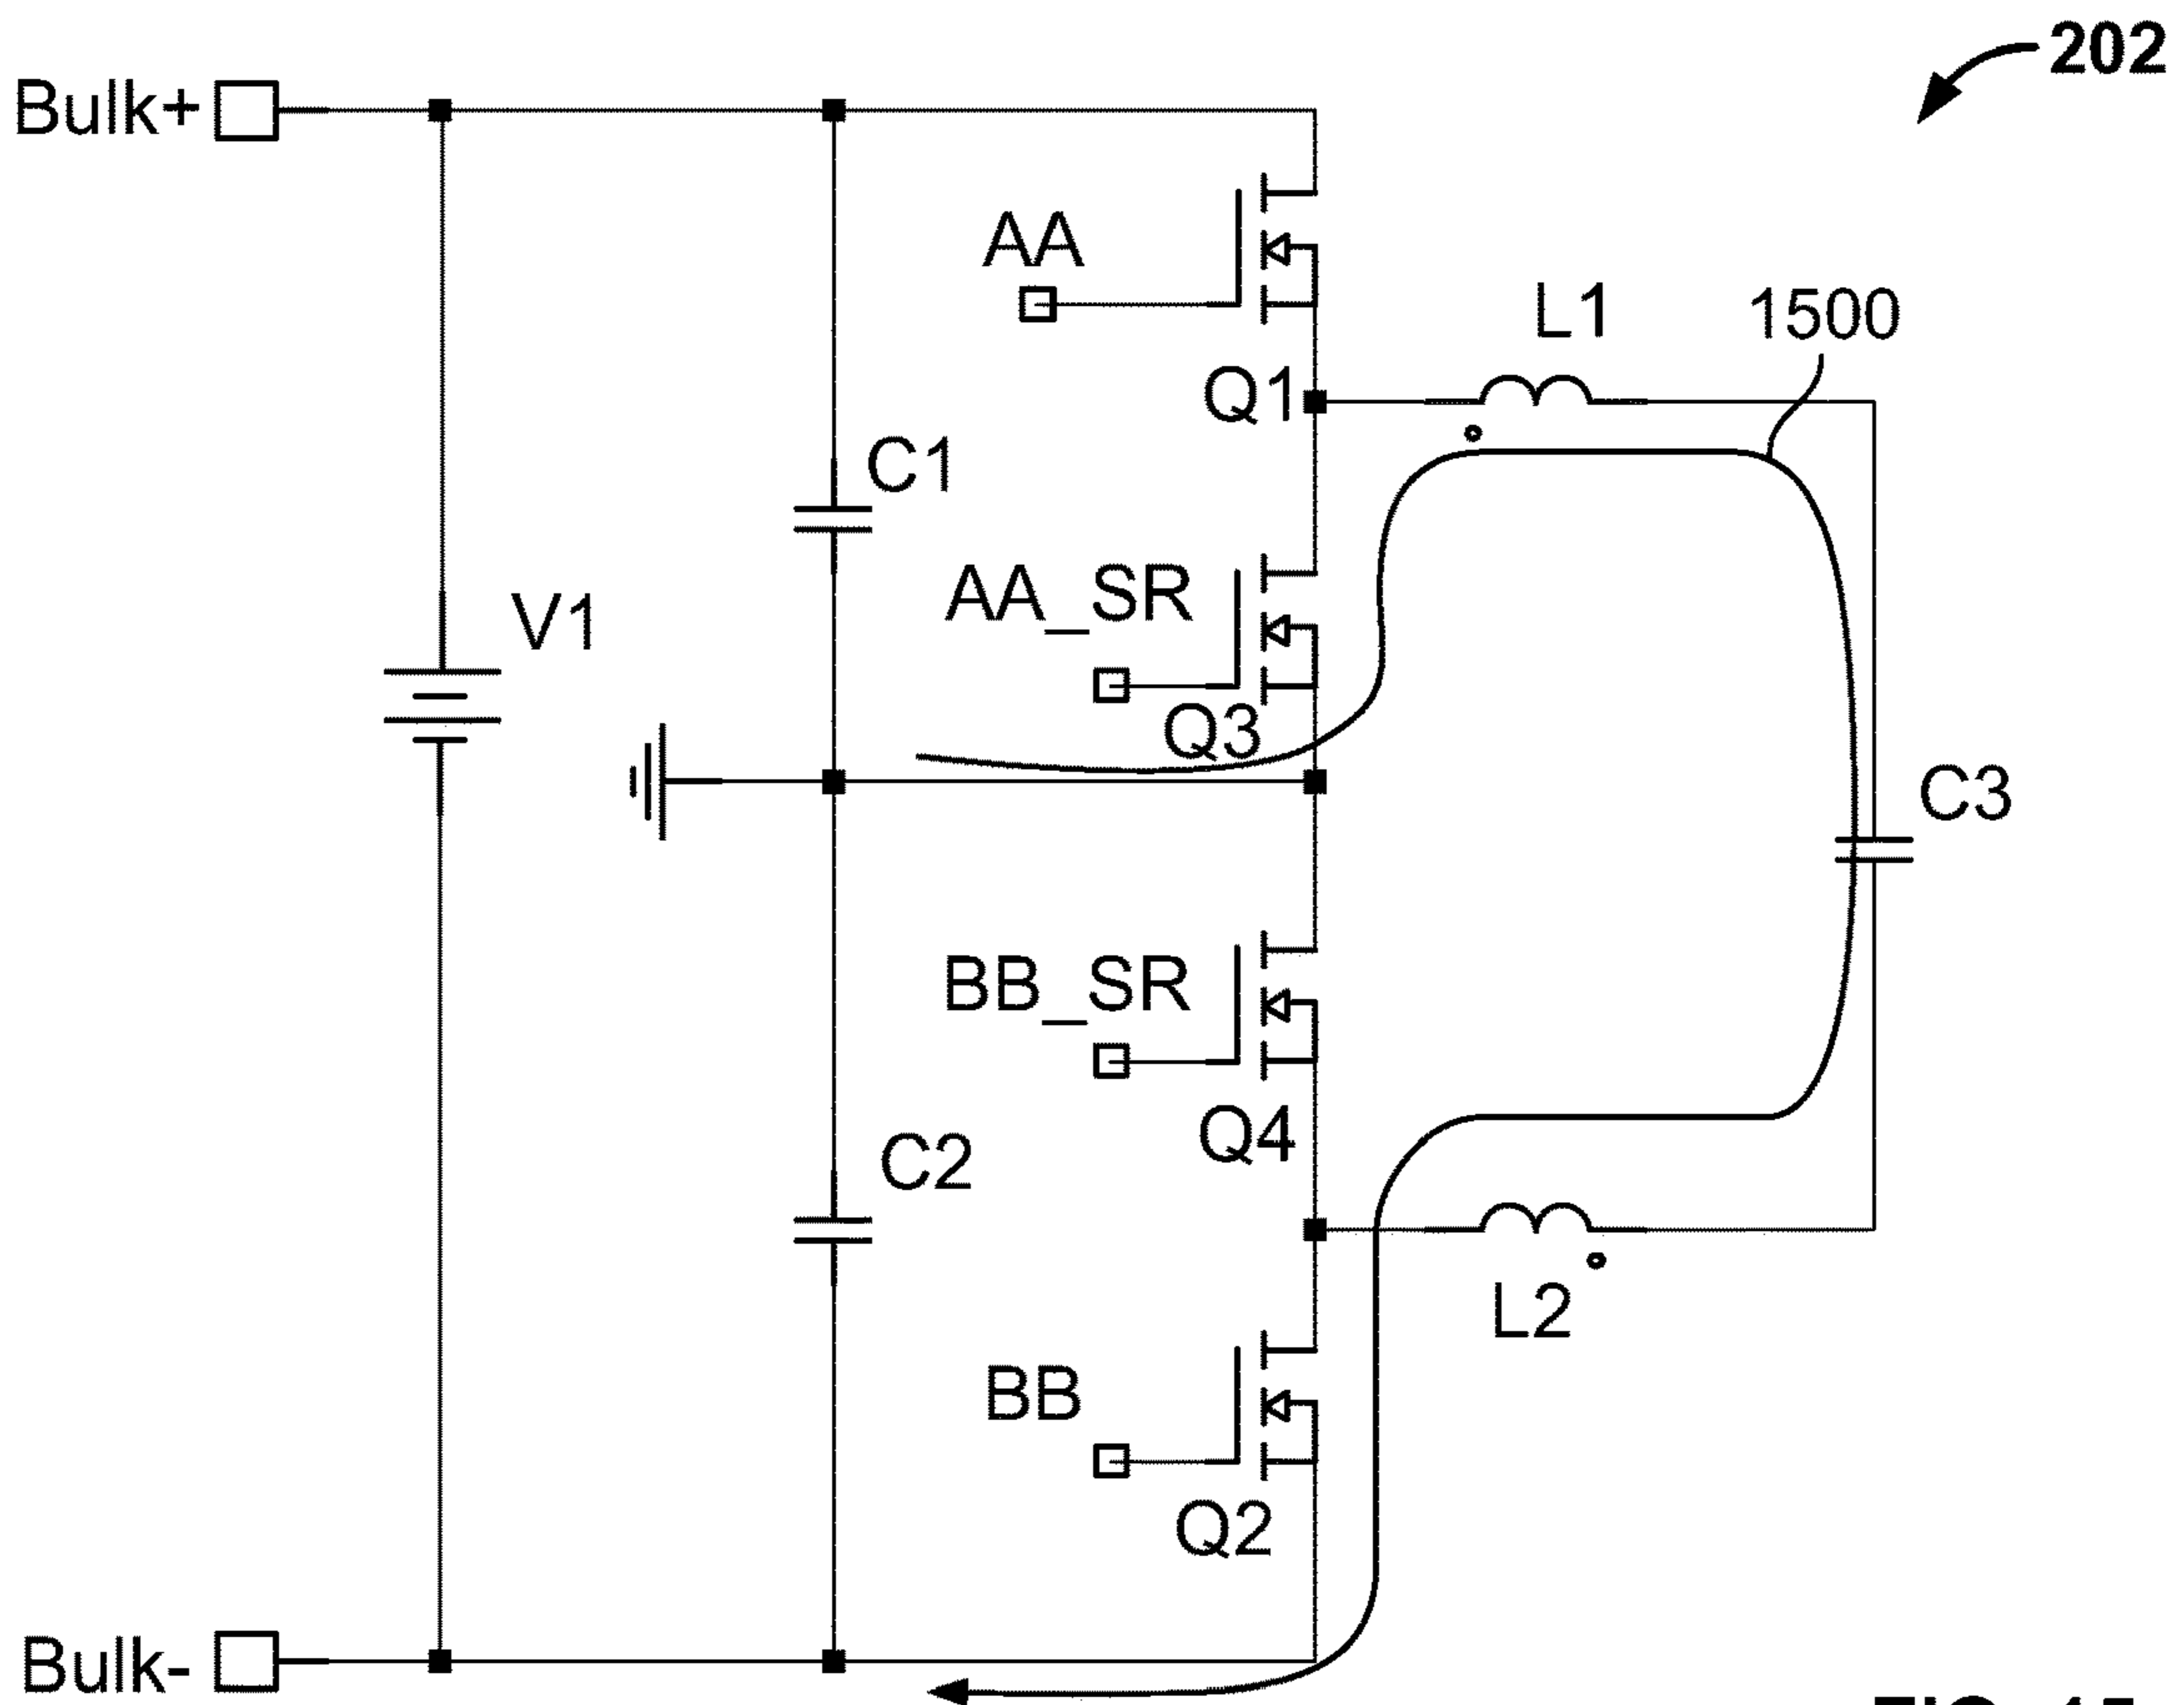 202
Bulk+
AA
L1
1500
Q1
C1
AA_SR
V1
Q3
C3
BB_SR
Q4
C2
L2
BB
Q2
Bulk-